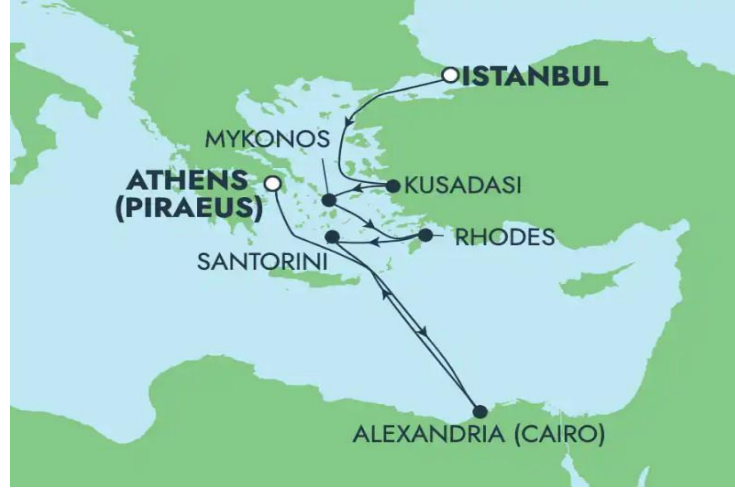 ISTANBUL
MYKONOS
ATHENS
(PIRAEUS)
KUSADASI
RHODES
SANTORINI
ALEXANDRIA (CAIRO)